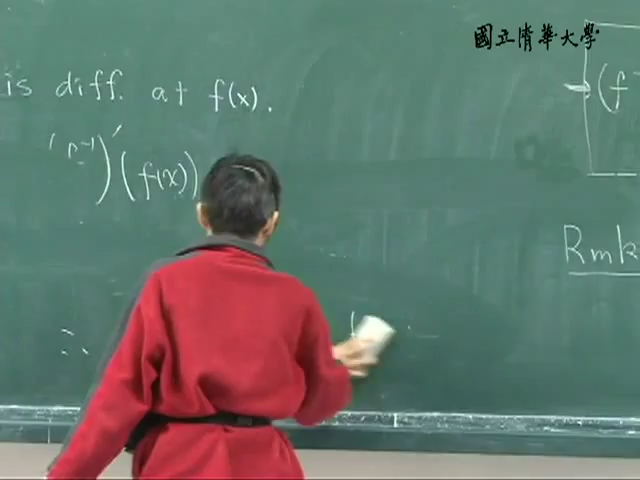 國立清華大學
is diff. at f(x).
(f⁻¹)′(f(x))
(f⁻
Rmk